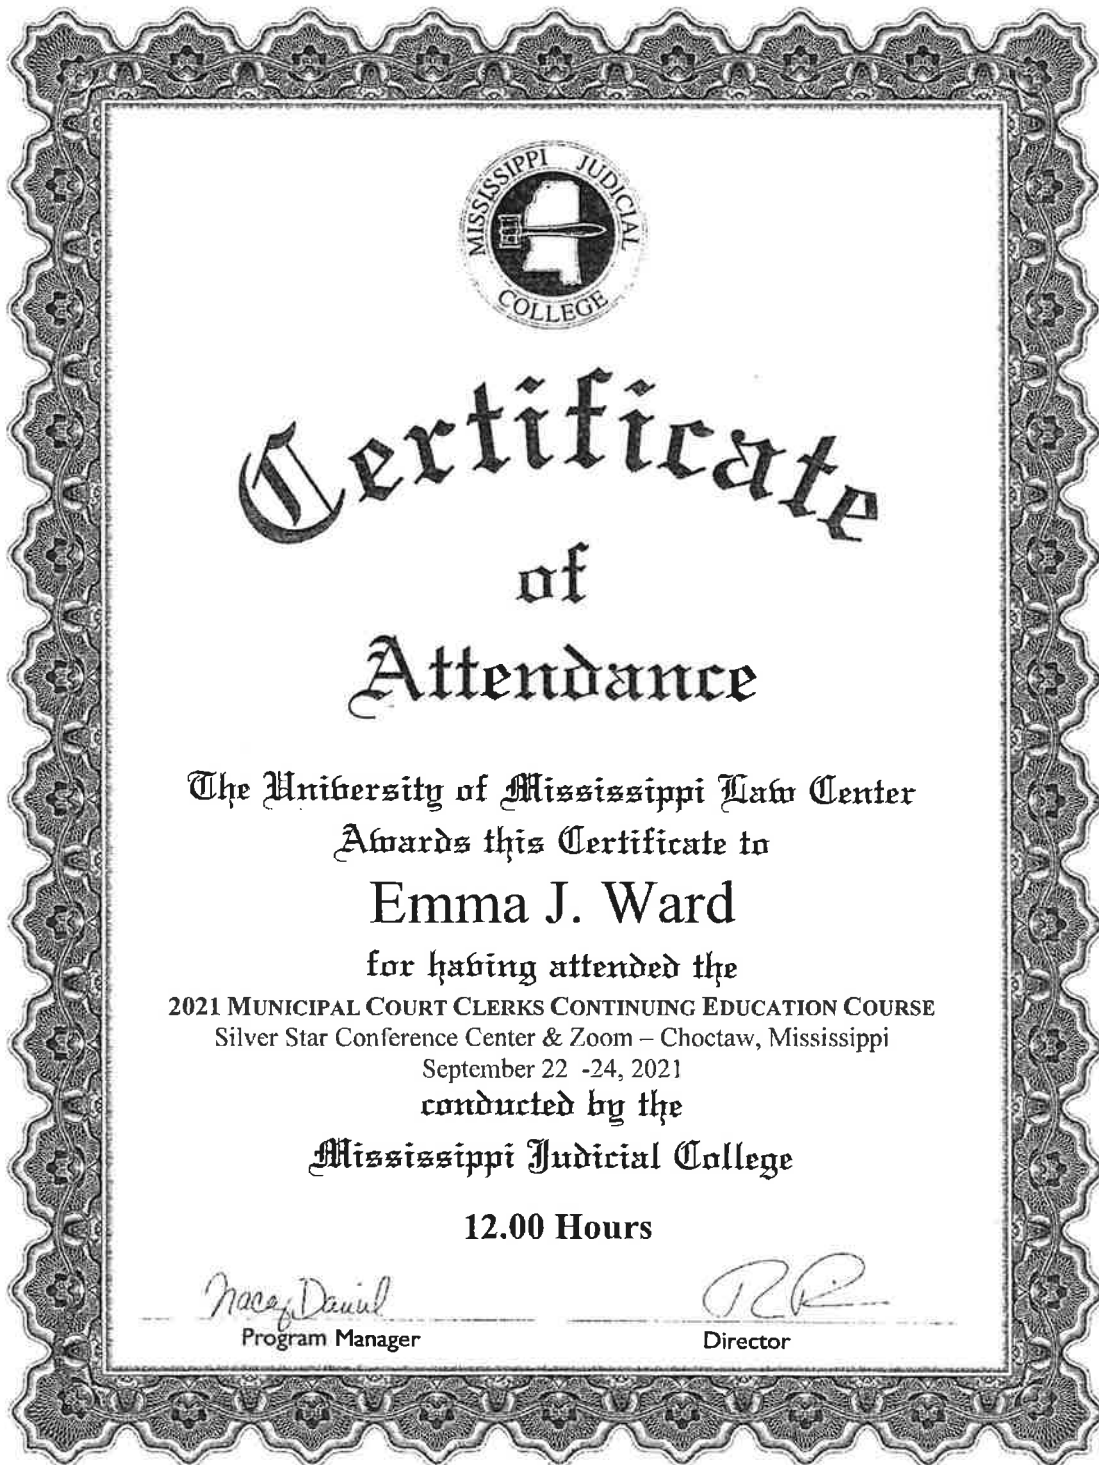 MISSISSIPPI JUDICIAL
COLLEGE
Certificate
of
Attendance
The University of Mississippi Law Center
Awards this Certificate to
Emma J. Ward
for having attended the
2021 MUNICIPAL COURT CLERKS CONTINUING EDUCATION COURSE
Silver Star Conference Center & Zoom – Choctaw, Mississippi
September 22 -24, 2021
conducted by the
Mississippi Judicial College
12.00 Hours
Daniel
Program Manager
Director